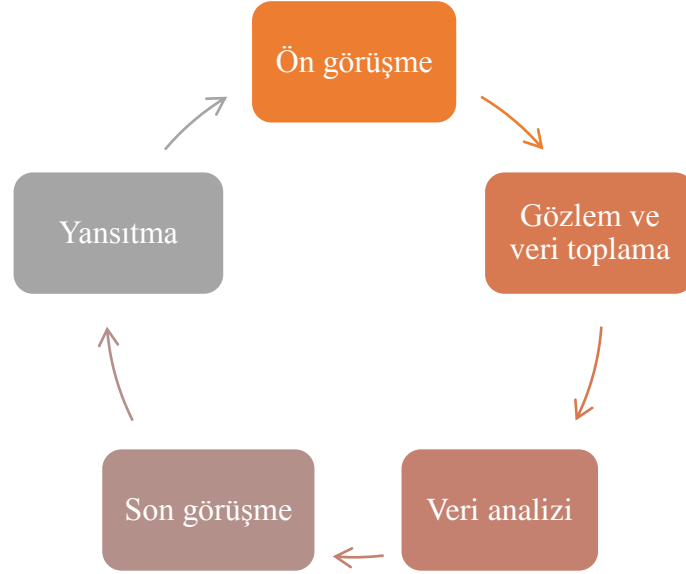 Ön görüşme
Gözlem ve
veri toplama
Veri analizi
Son görüşme
Yansıtma